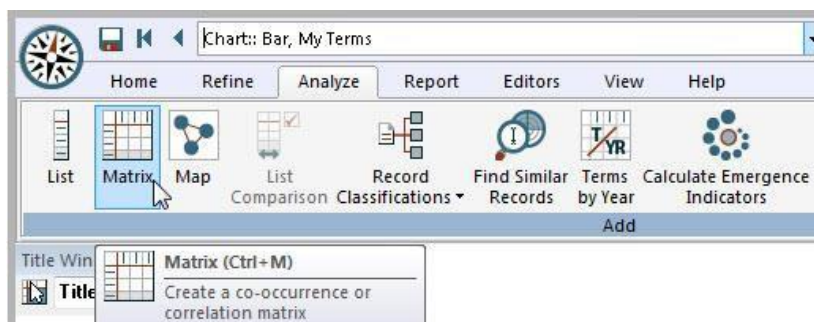 Chart:: Bar, My Terms
Home Refine Analyze Report Editors View Help
T/YR
List Matrix Map List Comparison Record Classifications Find Similar Records Terms by Year Calculate Emergence Indicators
Add
Title Win
Matrix (Ctrl+M)
Title
Create a co-occurrence or
correlation matrix